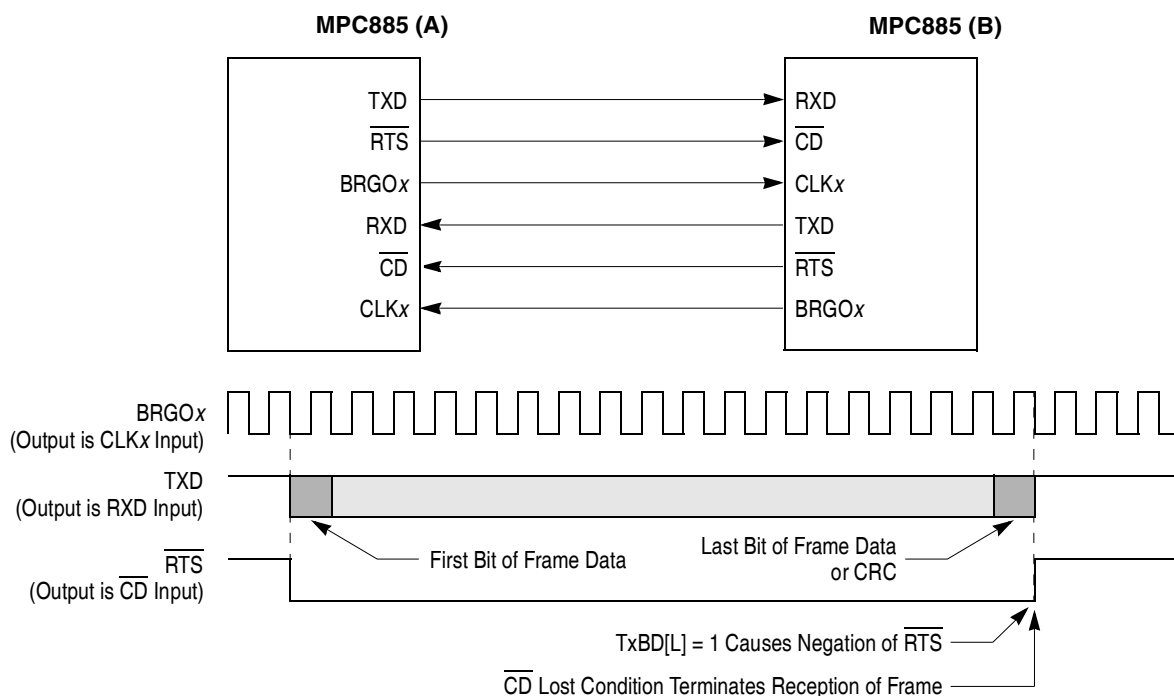 MPC885 (A)
MPC885 (B)
TXD
RXD
RTS
CD
BRGOx
CLKx
RXD
TXD
CD
RTS
CLKx
BRGOx
BRGOx
(Output is CLKx Input)
TXD
(Output is RXD Input)
First Bit of Frame Data
Last Bit of Frame Data
or CRC
RTS
(Output is CD Input)
TxBD[L] = 1 Causes Negation of RTS
CD Lost Condition Terminates Reception of Frame